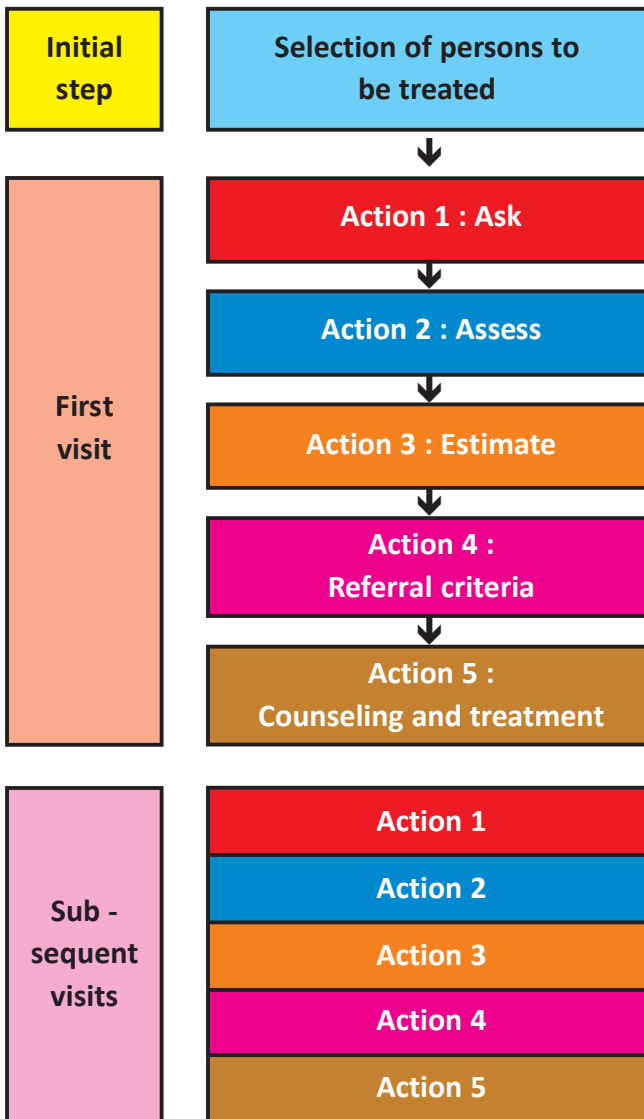 Initial
step
Selection of persons to
be treated
First
visit
Action 1 : Ask
Action 2 : Assess
Action 3 : Estimate
Action 4 :
Referral criteria
Action 5 :
Counseling and treatment
Sub -
sequent
visits
Action 1
Action 2
Action 3
Action 4
Action 5